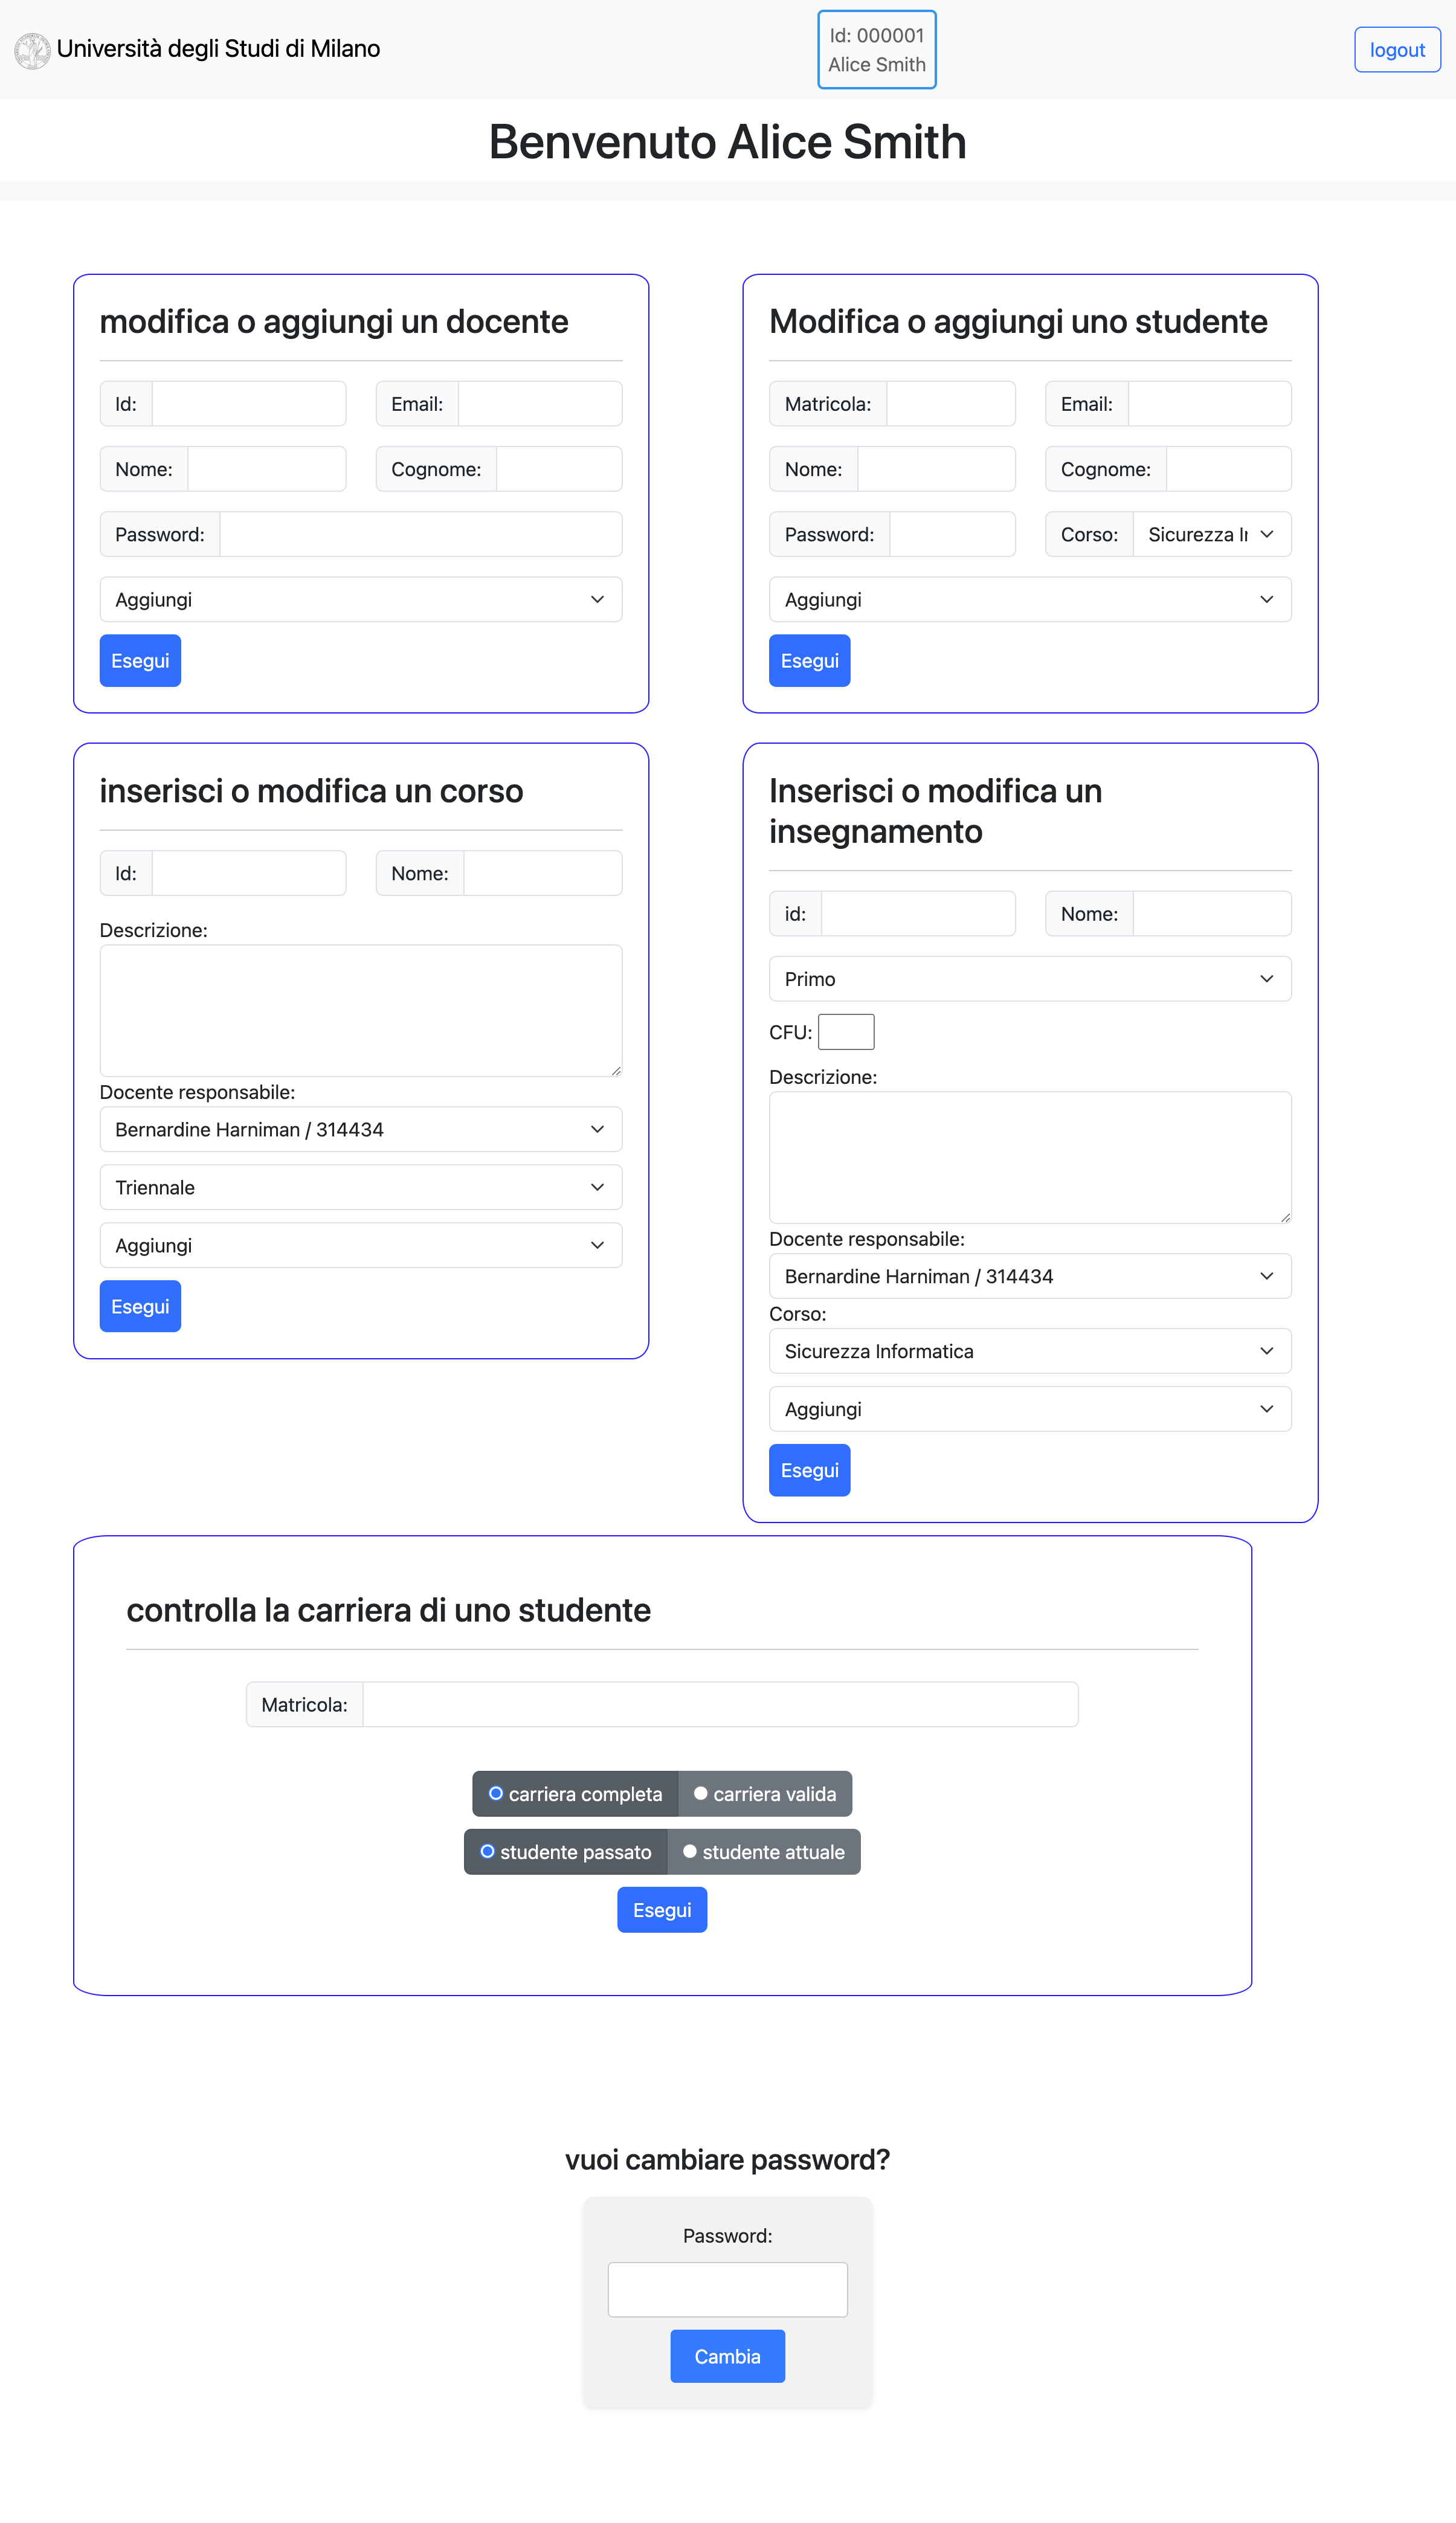 Università degli Studi di Milano
Id: 000001
Alice Smith
logout
Benvenuto Alice Smith
modifica o aggiungi un docente
Id:
Email:
Nome:
Cognome:
Password:
Aggiungi
Esegui
Modifica o aggiungi uno studente
Matricola:
Email:
Nome:
Cognome:
Password:
Corso:
Sicurezza I
Aggiungi
Esegui
inserisci o modifica un corso
Id:
Nome:
Descrizione:
Docente responsabile:
Bernardine Harniman / 314434
Triennale
Aggiungi
Esegui
Inserisci o modifica un
insegnamento
id:
Nome:
Primo
CFU:
Descrizione:
Docente responsabile:
Bernardine Harniman / 314434
Corso:
Sicurezza Informatica
Aggiungi
Esegui
controlla la carriera di uno studente
Matricola:
carriera completa
carriera valida
studente passato
studente attuale
Esegui
vuoi cambiare password?
Password:
Cambia